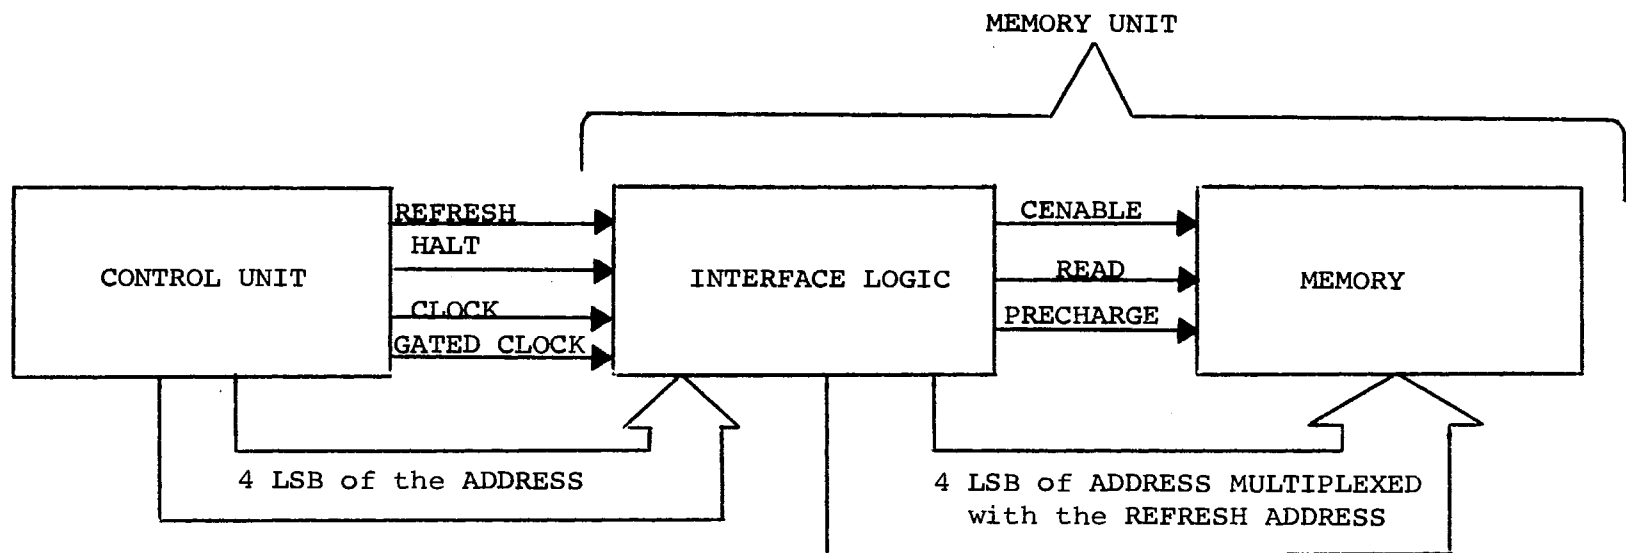 MEMORY UNIT
REFRESH
HALT
CLOCK
GATED CLOCK
CONTROL UNIT
INTERFACE LOGIC
CENABLE
READ
PRECHARGE
MEMORY
4 LSB of the ADDRESS
4 LSB of ADDRESS MULTIPLEXED
with the REFRESH ADDRESS